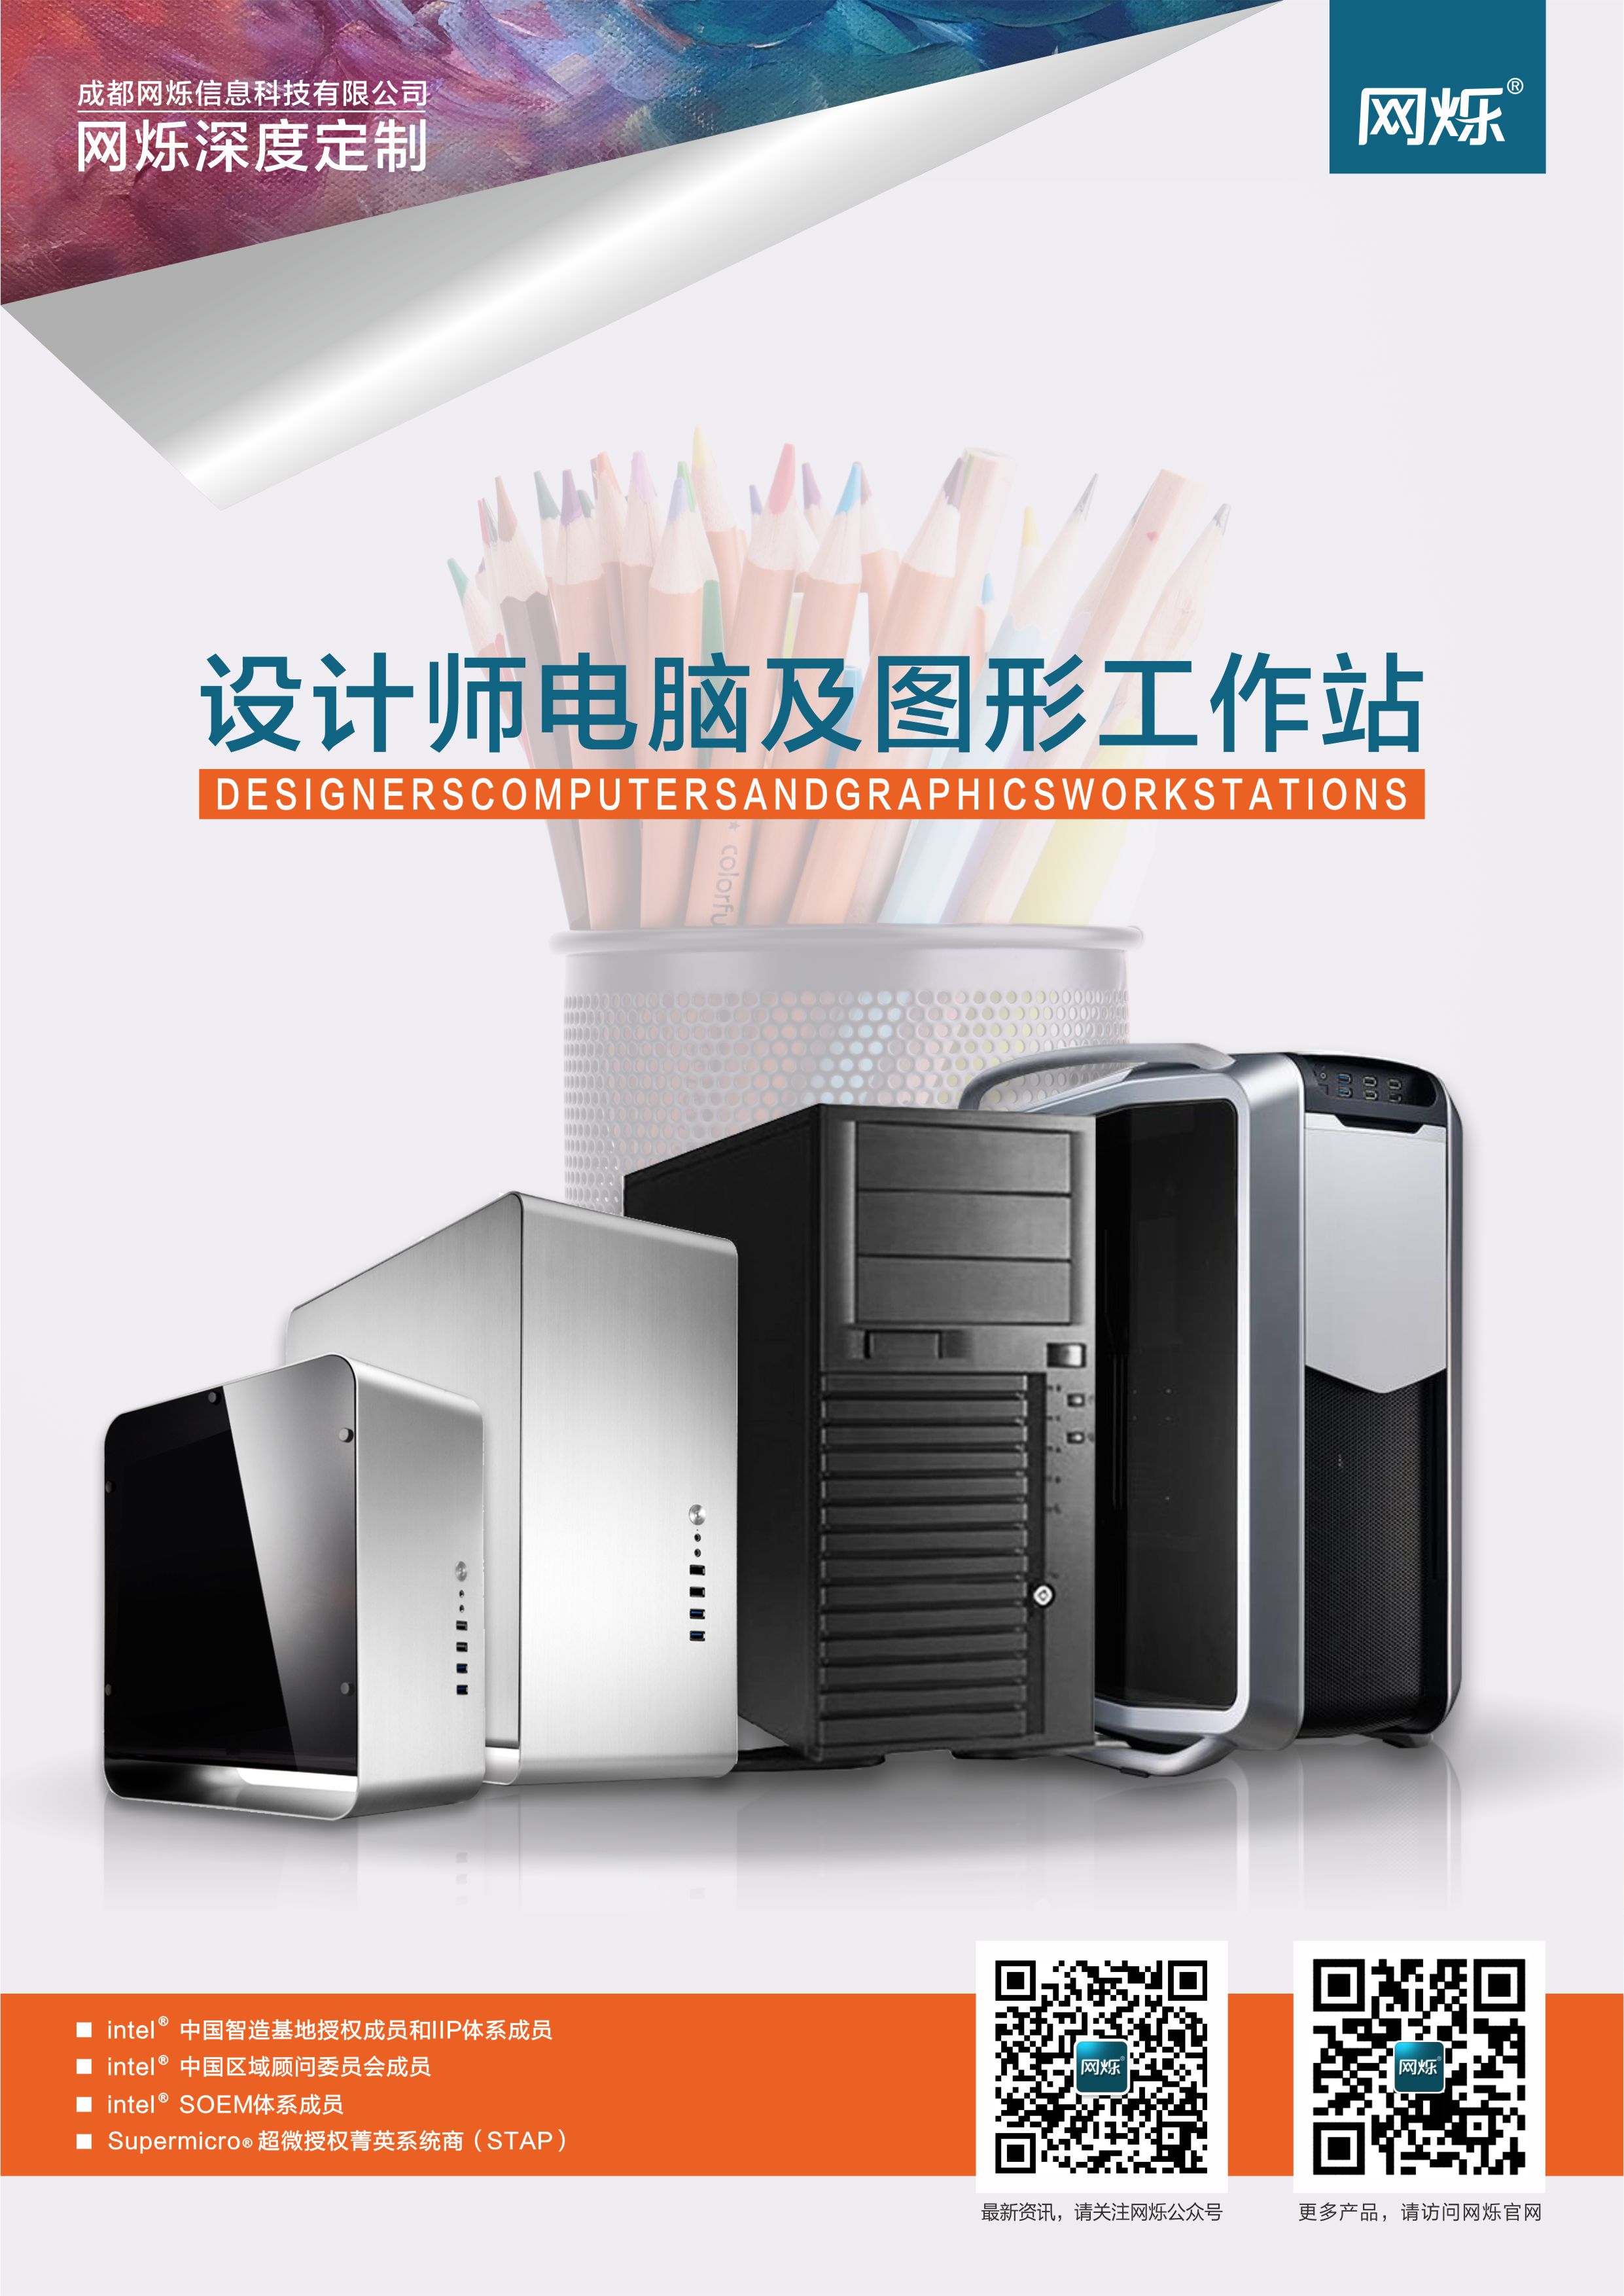 成都网烁信息科技有限公司
网烁深度定制
网烁®
设计师电脑及图形工作站
DESIGNERSCOMPUTERSANDGRAPHICSWORKSTATIONS
colorfu
intel® 中国智造基地授权成员和IIP体系成员
intel® 中国区域顾问委员会成员
intel® SOEM体系成员
Supermicro® 超微授权菁英系统商（STAP）
网烁
网烁
最新资讯，请关注网烁公众号
更多产品，请访问网烁官网